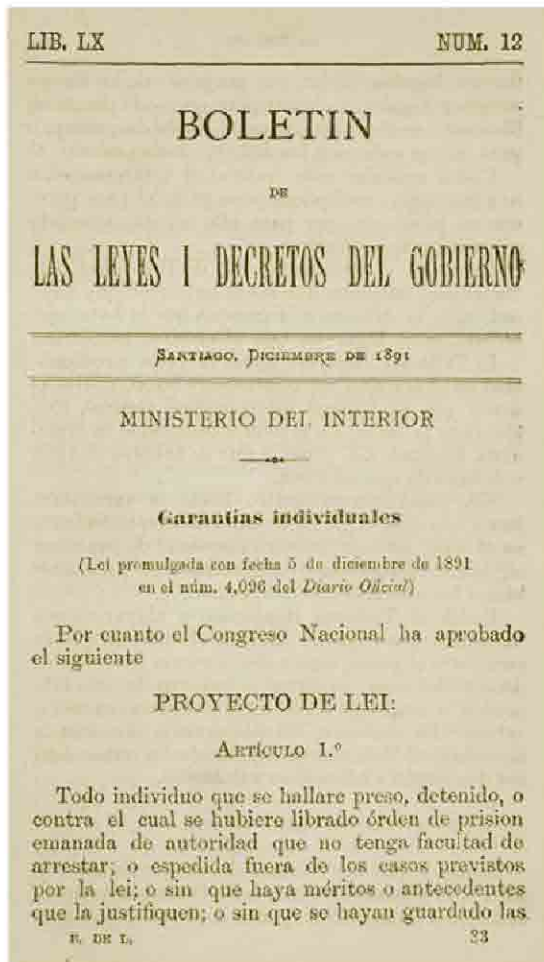 LIB. LX NUM. 12
BOLETIN
DE
LAS LEYES I DECRETOS DEL GOBIERNO
SANTIAGO, DICIEMBRE DE 1891
MINISTERIO DEL INTERIOR
Garantías individuales
(Lei promulgada con fecha 5 de diciembre de 1891
en el núm. 4,096 del Diario Oficial)
Por cuanto el Congreso Nacional ha aprobado
el siguiente
PROYECTO DE LEI:
ARTÍCULO 1.º
Todo individuo que se hallare preso, detenido, o
contra el cual se hubiere librado órden de prision
emanada de autoridad que no tenga facultad de
arrestar; o espedida fuera de los casos previstos
por la lei; o sin que haya méritos o antecedentes
que la justifiquen; o sin que se hayan guardado las
DE L. 23